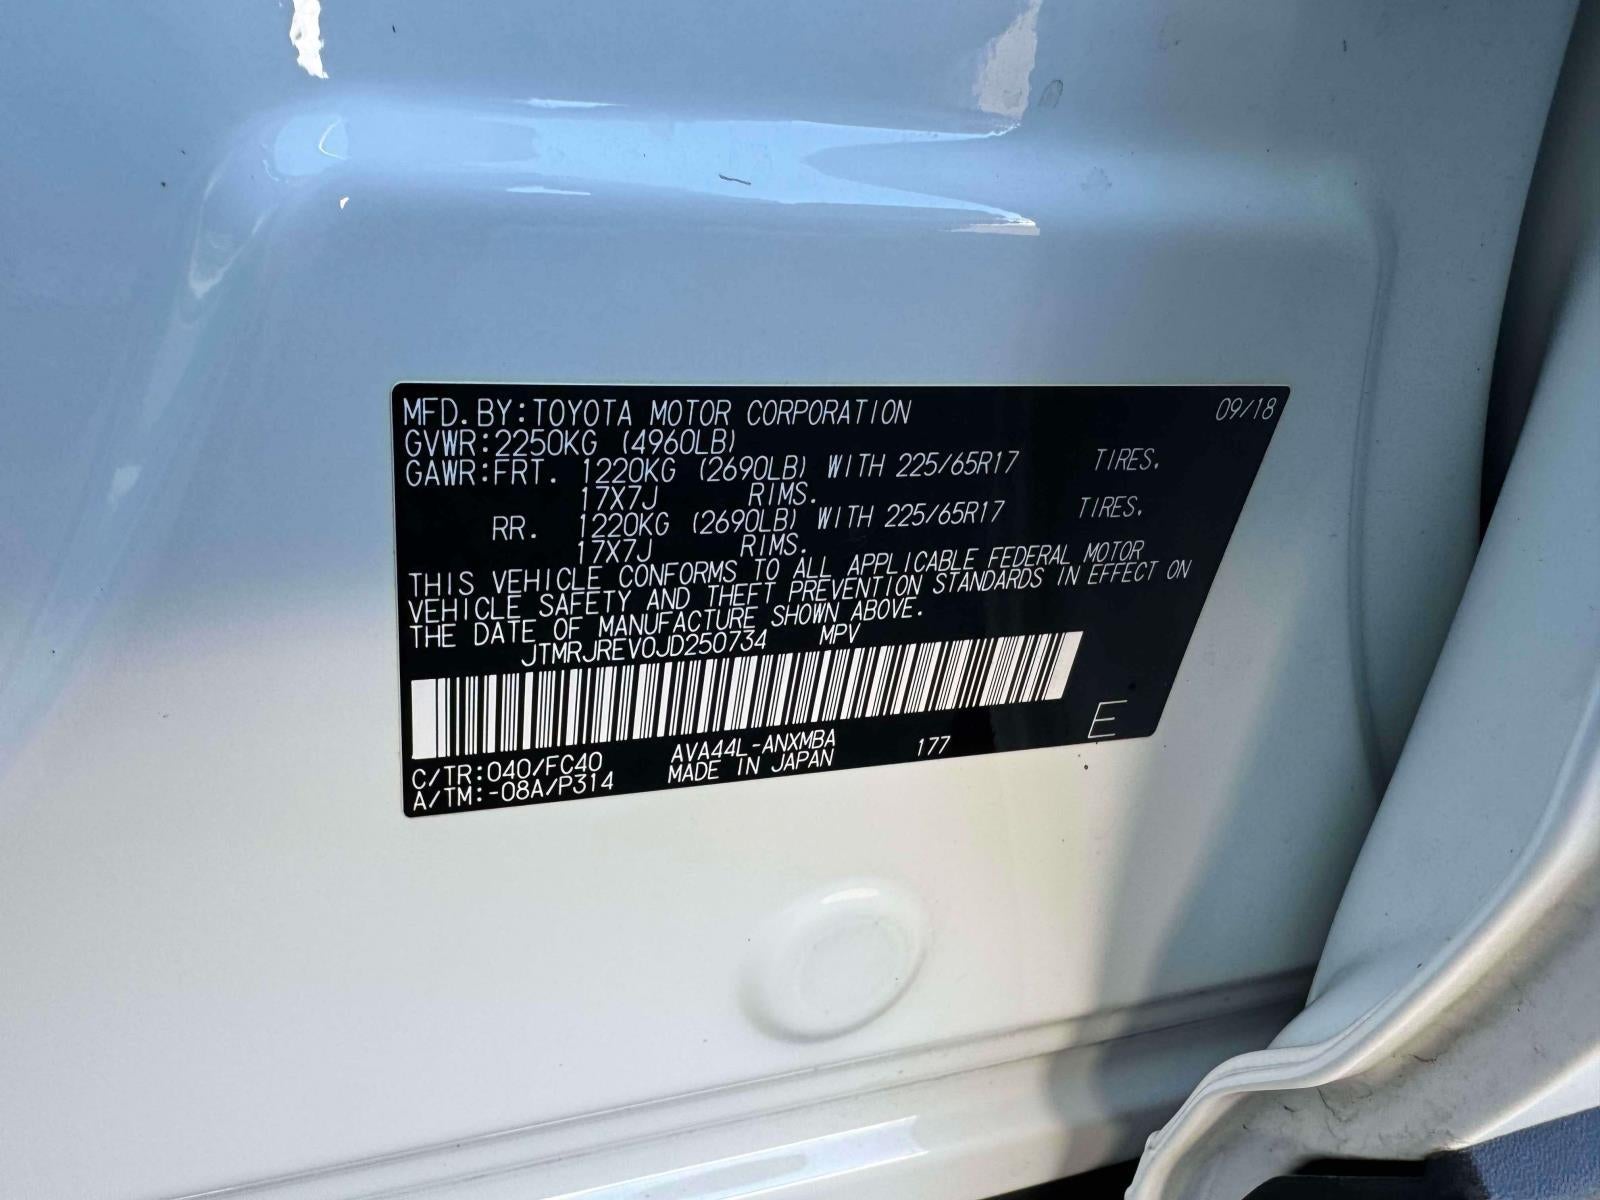 MFD.BY:TOYOTA MOTOR CORPORATION 09/18
GVWR:2250KG (4960LB)
GAWR:FRT. 1220KG (2690LB) WITH 225/65R17 TIRES.
17X7J RIMS.
RR. 1220KG (2690LB) WITH 225/65R17 TIRES.
17X7J RIMS.
THIS VEHICLE CONFORMS TO ALL APPLICABLE FEDERAL MOTOR
VEHICLE SAFETY AND THEFT PREVENTION STANDARDS IN EFFECT ON
THE DATE OF MANUFACTURE SHOWN ABOVE.
JTMRJREV0JD250734 MPV
E
C/TR:040/FC40 AVA44L-ANXMBA 177
A/TM:-08A/P314 MADE IN JAPAN